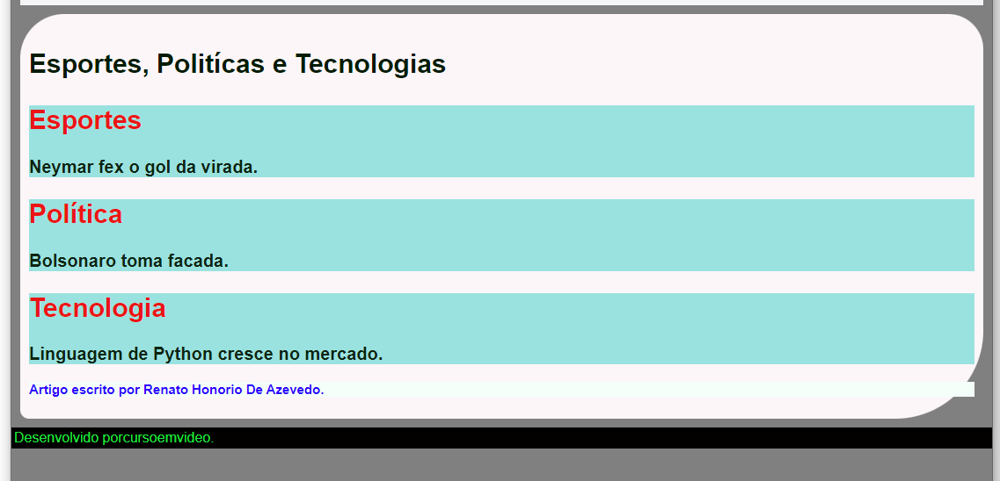 Esportes, Politícas e Tecnologias
Esportes
Neymar fex o gol da virada.
Política
Bolsonaro toma facada.
Tecnologia
Linguagem de Python cresce no mercado.
Artigo escrito por Renato Honorio De Azevedo.
Desenvolvido porcursoemvideo.